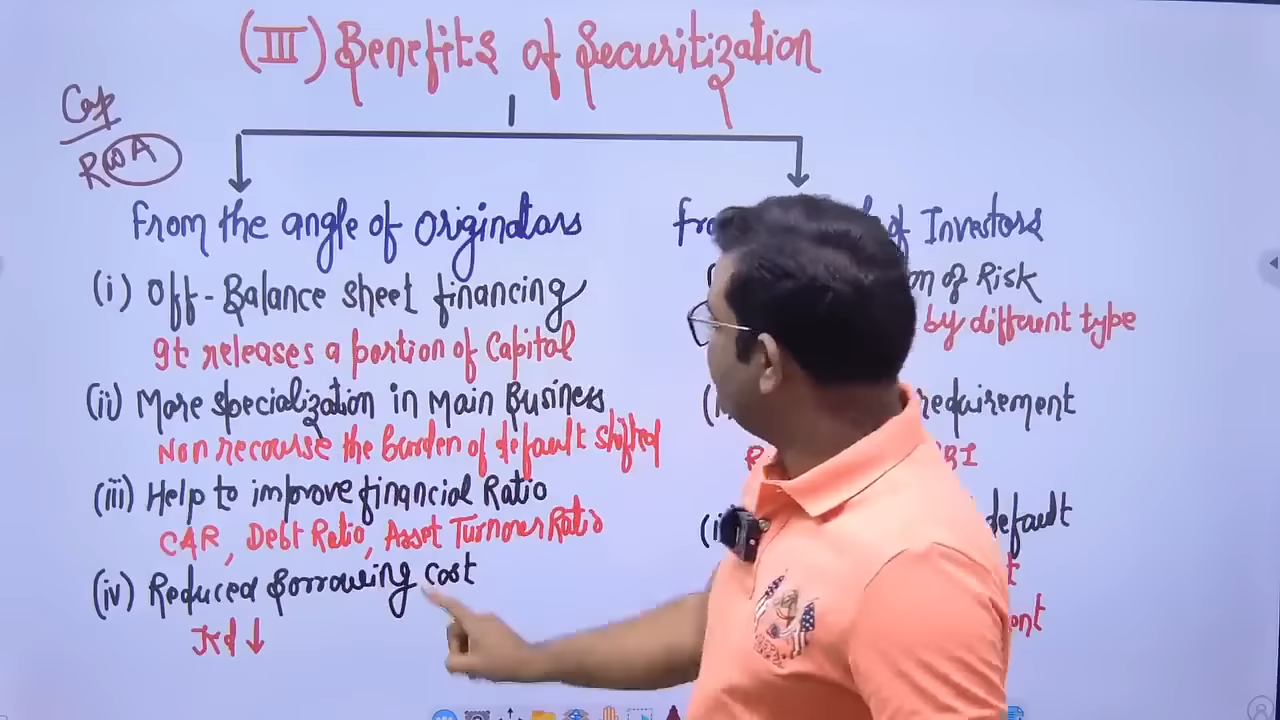 (III) Benefits of Securitization
Cap
RWA
From the angle of Originators
(i) Off-Balance sheet financing
It releases a portion of Capital
(ii) More specialization in Main Business
Non recourse the burden of default shifted
(iii) Help to improve financial Ratio
CAR, Debt Ratio, Asset Turnover Ratio
(iv) Reduced Borrowing Cost
Kd ↓
of Investors
of Risk
by different type
requirement
default